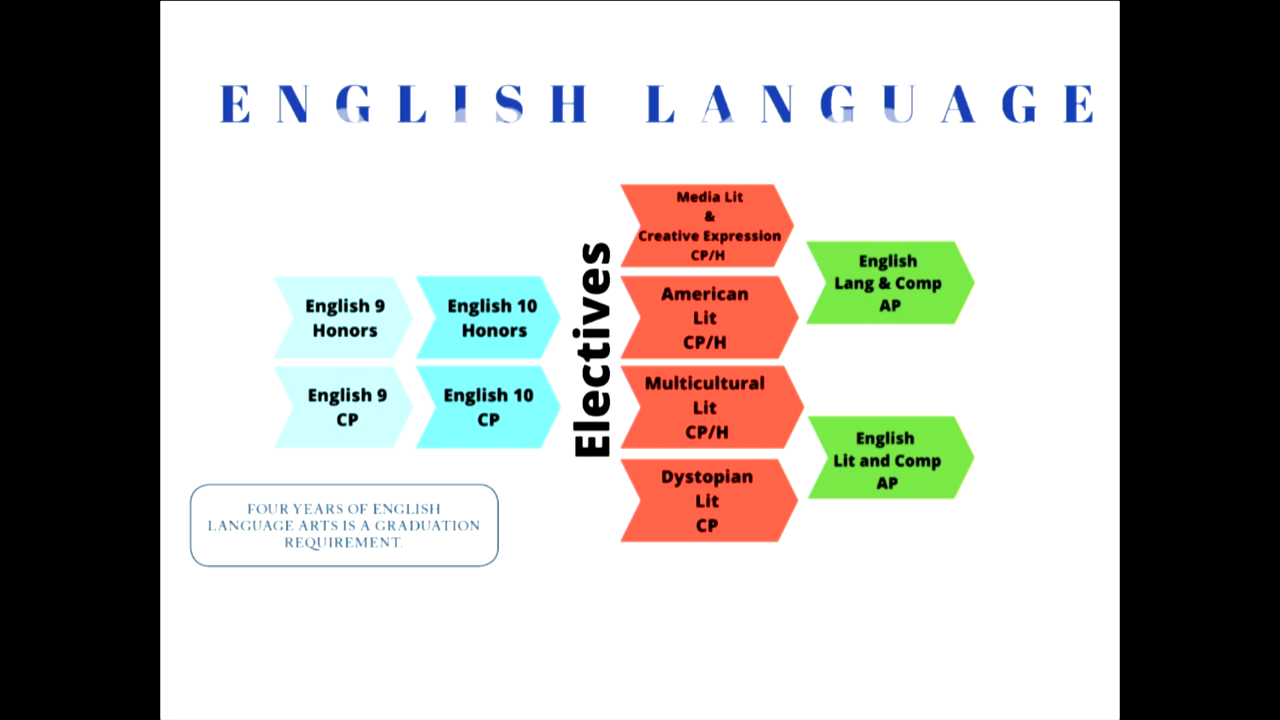 ENGLISH LANGUAGE
English 9
Honors
English 10
Honors
English 9
CP
English 10
CP
FOUR YEARS OF ENGLISH
LANGUAGE ARTS IS A GRADUATION
REQUIREMENT.
Electives
Media Lit
&
Creative Expression
CP/H
American
Lit
CP/H
Multicultural
Lit
CP/H
Dystopian
Lit
CP
English
Lang & Comp
AP
English
Lit and Comp
AP